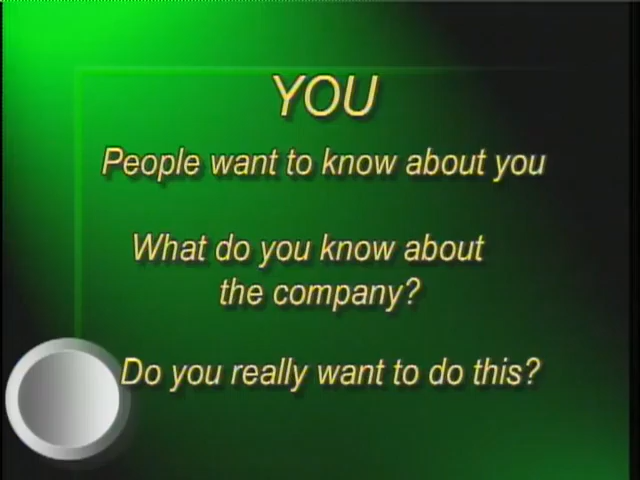 YOU
People want to know about you
What do you know about
the company?
Do you really want to do this?